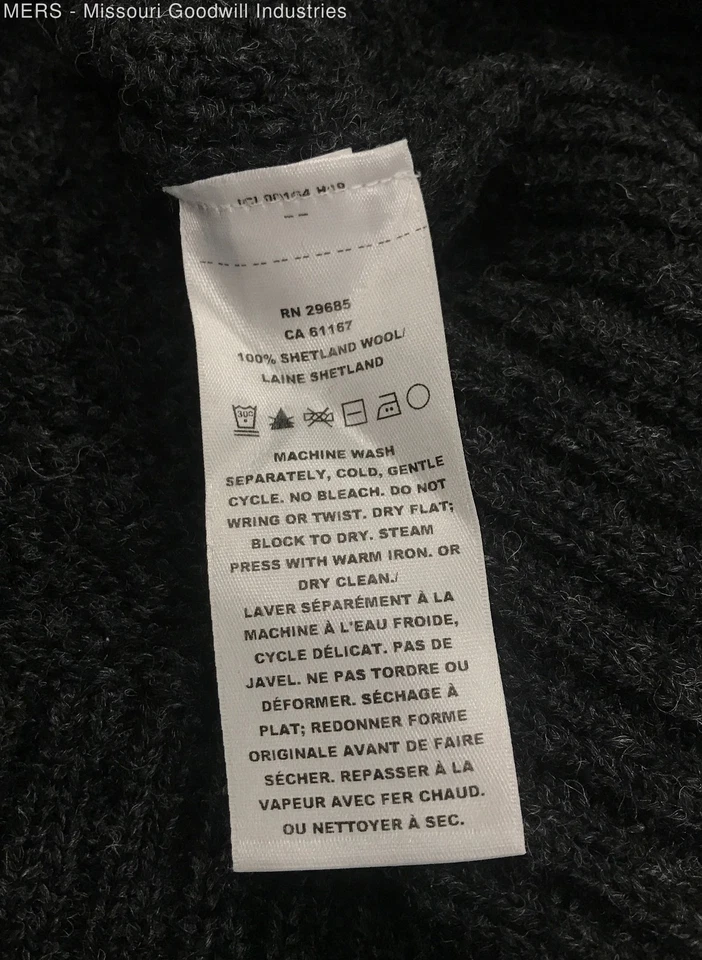 MERS - Missouri Goodwill Industries
RN 29685
CA 61167
100% SHETLAND WOOL/
LAINE SHETLAND
30C
MACHINE WASH
SEPARATELY, COLD, GENTLE
CYCLE. NO BLEACH. DO NOT
WRING OR TWIST. DRY FLAT;
BLOCK TO DRY. STEAM
PRESS WITH WARM IRON. OR
DRY CLEAN./
LAVER SÉPARÉMENT À LA
MACHINE À L'EAU FROIDE,
CYCLE DÉLICAT. PAS DE
JAVEL. NE PAS TORDRE OU
DÉFORMER. SÉCHAGE À
PLAT; REDONNER FORME
ORIGINALE AVANT DE FAIRE
SÉCHER. REPASSER À LA
VAPEUR AVEC FER CHAUD.
OU NETTOYER À SEC.